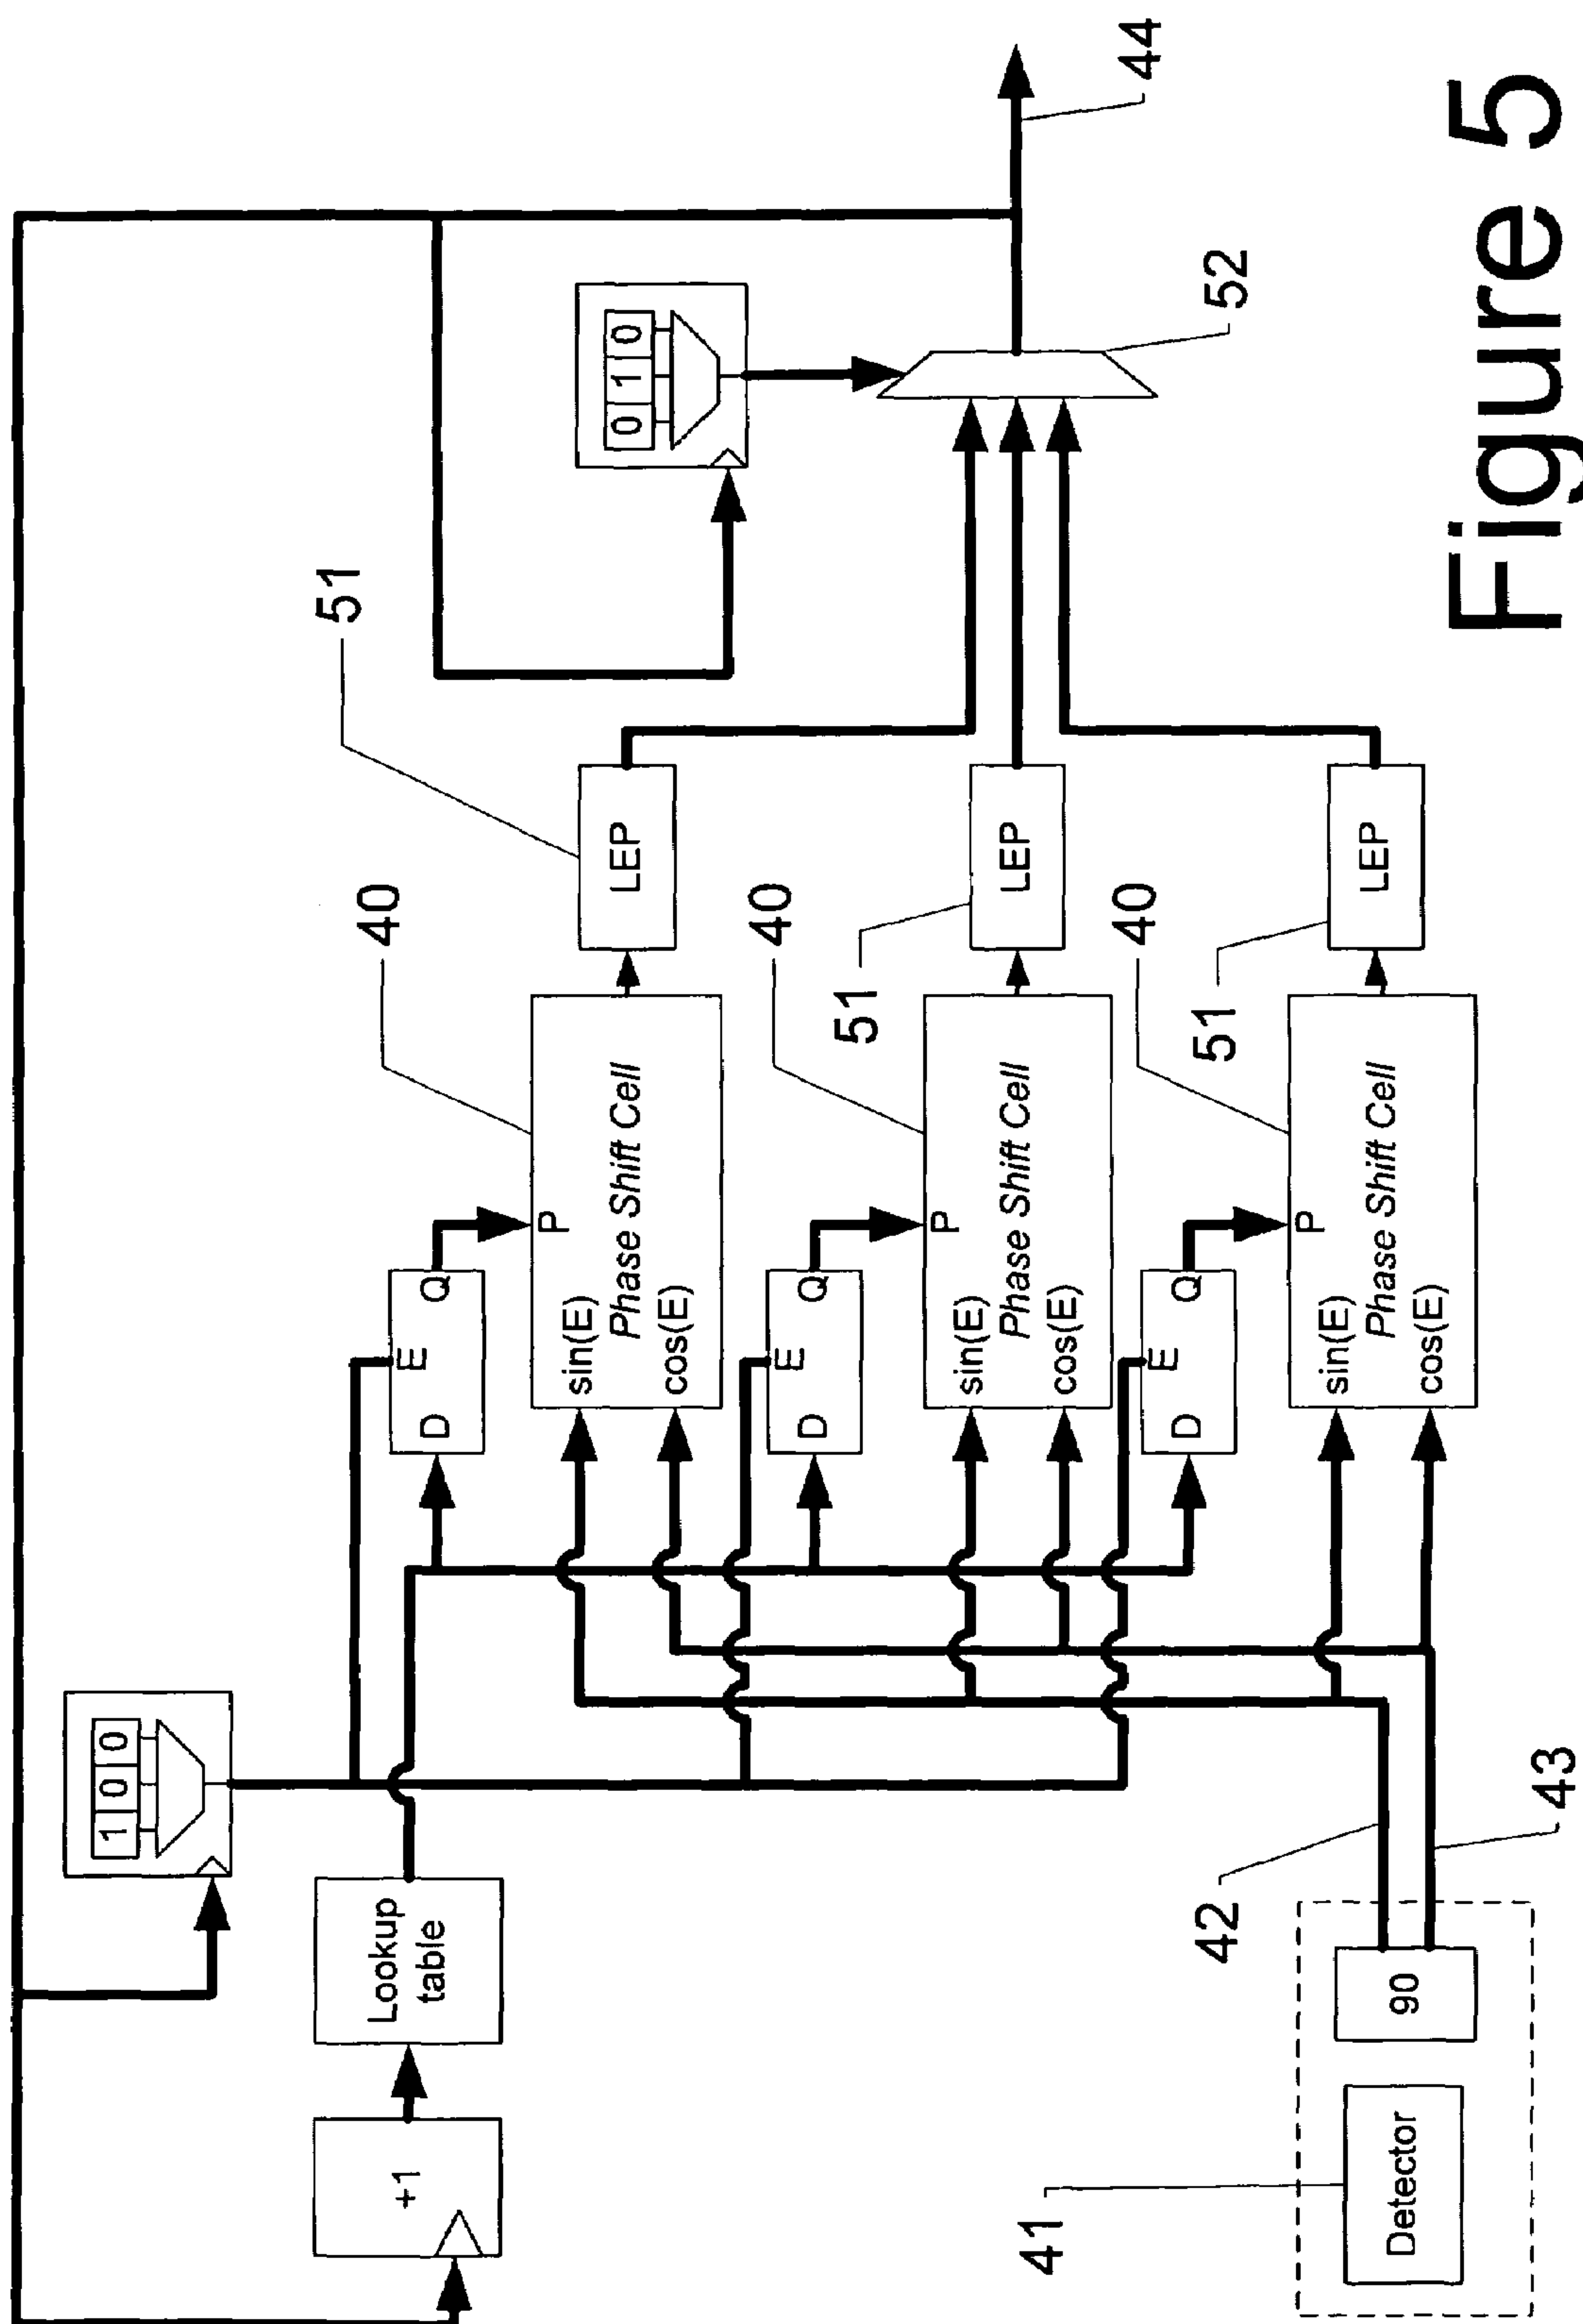 44
0 1 0
52
51
40
LEP
1 0 0
D E Q
P
sin(E)
Phase Shift Cell
cos(E)
Lookup
table
+1
40
51
LEP
D E Q
P
sin(E)
Phase Shift Cell
cos(E)
40
51
LEP
D E Q
P
sin(E)
Phase Shift Cell
cos(E)
41
Detector
90
42
43
Figure 5